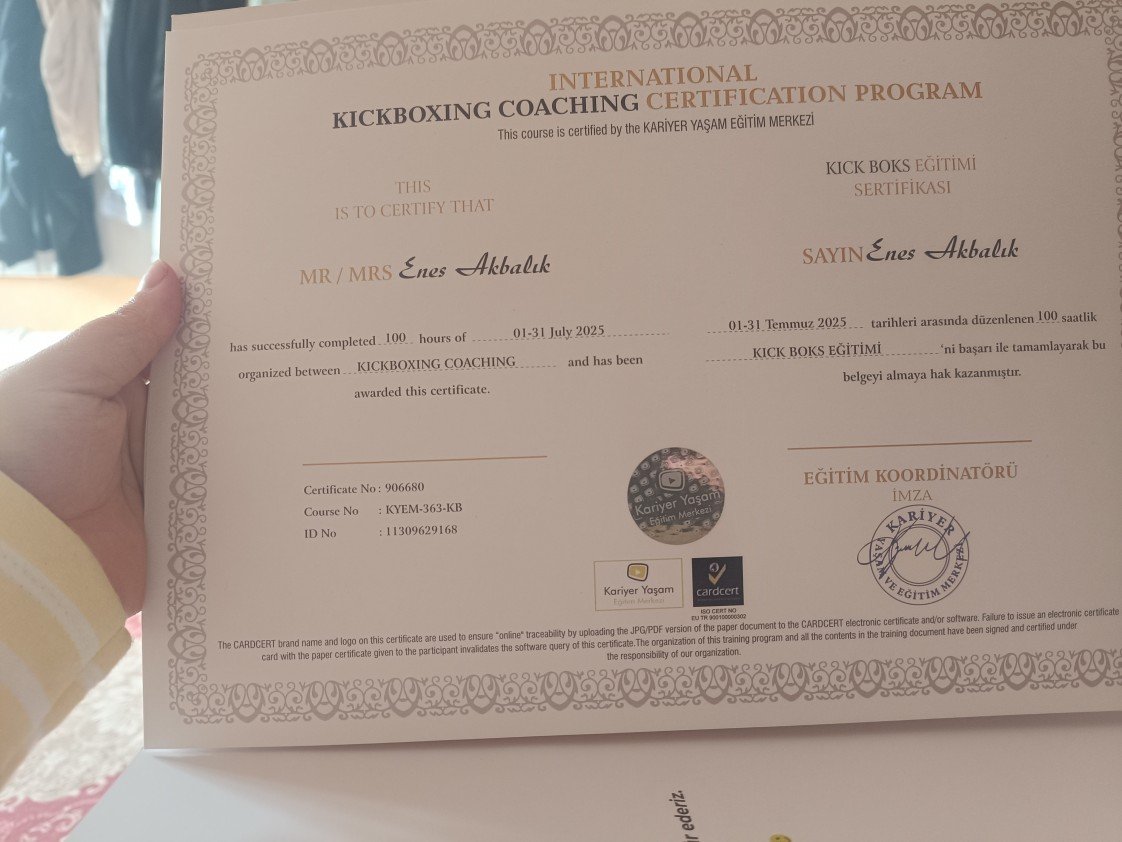 INTERNATIONAL
KICKBOXING COACHING CERTIFICATION PROGRAM
This course is certified by the KARİYER YAŞAM EĞİTİM MERKEZİ
THIS
IS TO CERTIFY THAT
MR / MRS Enes Akbalık
has successfully completed 100 hours of 01-31 July 2025
organized between KICKBOXING COACHING and has been
awarded this certificate.
KICK BOKS EĞİTİMİ
SERTİFİKASI
SAYIN Enes Akbalık
01-31 Temmuz 2025 tarihleri arasında düzenlenen 100 saatlik
KICK BOKS EĞİTİMİ 'ni başarı ile tamamlayarak bu
belgeyi almaya hak kazanmıştır.
Certificate No : 906680
Course No : KYEM-363-KB
ID No : 11309629168
Kariyer Yaşam
Eğitim Merkezi
Kariyer Yaşam
Eğitim Merkezi
cardcert
ISO CERT NO
EU TR 900100000302
EĞİTİM KOORDİNATÖRÜ
İMZA
KARİYER
YAŞAM VE EĞİTİM MERKEZİ
The CARDCERT brand name and logo on this certificate are used to ensure "online" traceability by uploading the JPG/PDF version of the paper document to the CARDCERT electronic certificate and/or software. Failure to issue an electronic certificate
card with the paper certificate given to the participant invalidates the software query of this certificate.The organization of this training program and all the contents in the training document have been signed and certified under
the responsibility of our organization.
ederiz.